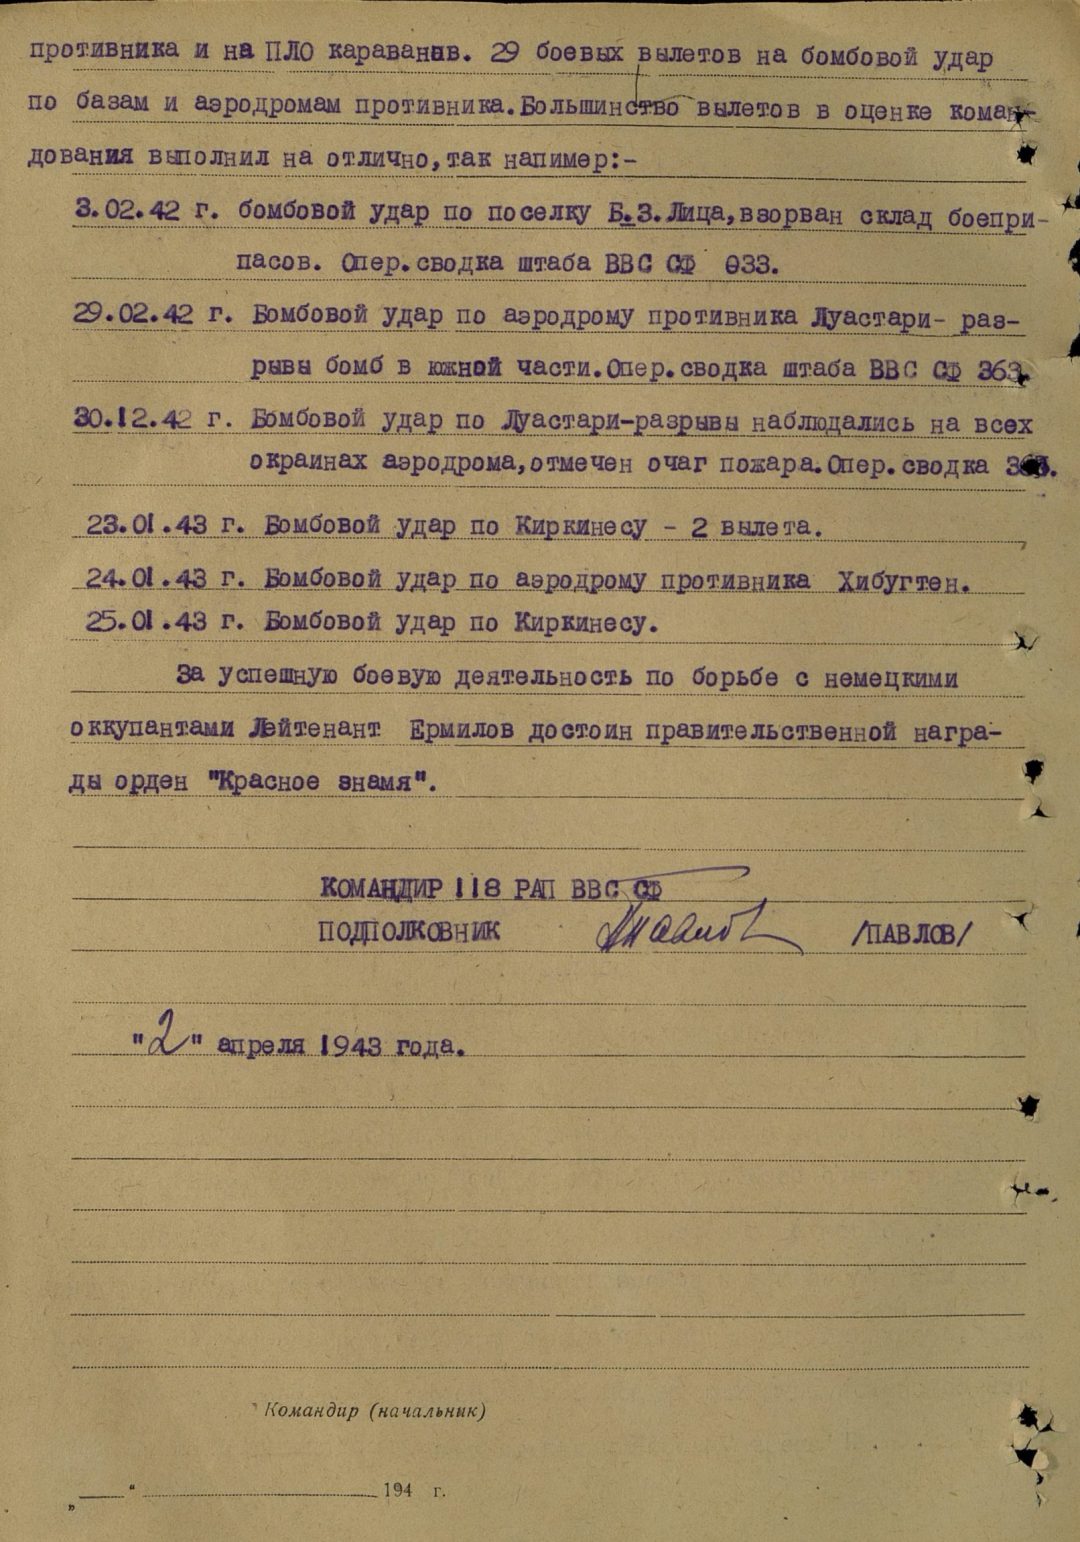 противника и на ПЛО караванов. 29 боевых вылетов на бомбовой удар
по базам и аэродромам противника.Большинство вылетов в оценке коман-
дования выполнил на отлично,так напимер:-
3.02.42 г. бомбовой удар по поселку Б.З.Лица,взорван склад боепри-
пасов. Опер.сводка штаба ВВС СФ 033.
29.02.42 г. Бомбовой удар по аэродрому противника Луастари- раз-
рывы бомб в южной части.Опер.сводка штаба ВВС СФ 363.
30.12.42 г. Бомбовой удар по Луастари-разрывы наблюдались на всех
окраинах аэродрома,отмечен очаг пожара.Опер.сводка
23.01.43 г. Бомбовой удар по Киркинесу - 2 вылета.
24.01.43 г. Бомбовой удар по аэродрому противника Хибугтен.
25.01.43 г. Бомбовой удар по Киркинесу.
За успешную боевую деятельность по борьбе с немецкими
оккупантами Лейтенант Ермилов достоин правительственной награ-
ды орден "Красное знамя".
КОМАНДИР 118 РАП ВВС СФ
ПОДПОЛКОВНИК Павлов /ПАВЛОВ/
"2" апреля 1943 года.
Командир (начальник)
„ “ 194 г.